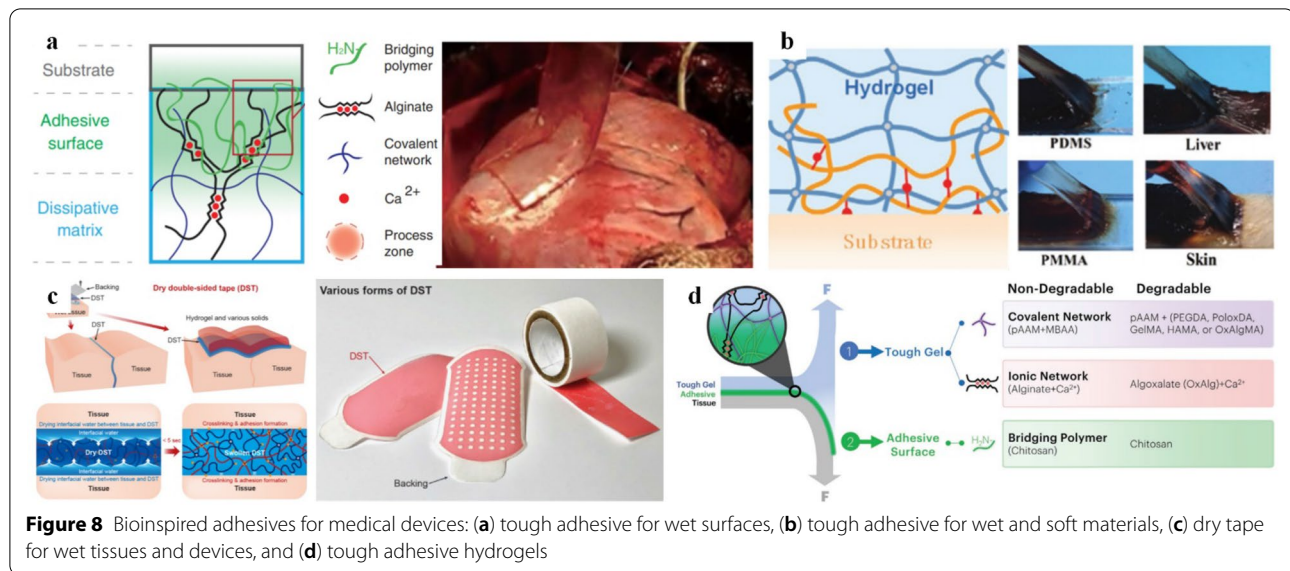 a
Substrate
Adhesive
surface
Dissipative
matrix
H₂N
Bridging
polymer
Alginate
Covalent
network
Ca²⁺
Process
zone
b
Hydrogel
Substrate
PDMS
Liver
PMMA
Skin
c
Backing
DST
Dry double-sided tape (DST)
DST
Tissue
Tissue
Hydrogel and various solids
DST
Tissue
Tissue
Drying interfacial water between tissue and DST
Interfacial water
Dry DST
Interfacial water
Drying interfacial water between tissue and DST
Tissue
5 sec
Tissue
Crosslinking & adhesion formation
Swollen DST
Crosslinking & adhesion formation
Tissue
Various forms of DST
DST
Backing
d
F
Tough Gel
Adhesive
Tissue
F
1
Tough Gel
2
Adhesive
Surface
H₂N
Non-Degradable
Degradable
Covalent Network
(pAAM+MBAA)
pAAM + (PEGDA, PoloxDA,
GelMA, HAMA, or OxAlgMA)
Ionic Network
(Alginate+Ca²⁺)
Algoxalate (OxAlg)+Ca²⁺
Bridging Polymer
(Chitosan)
Chitosan
Figure 8 Bioinspired adhesives for medical devices: (a) tough adhesive for wet surfaces, (b) tough adhesive for wet and soft materials, (c) dry tape
for wet tissues and devices, and (d) tough adhesive hydrogels